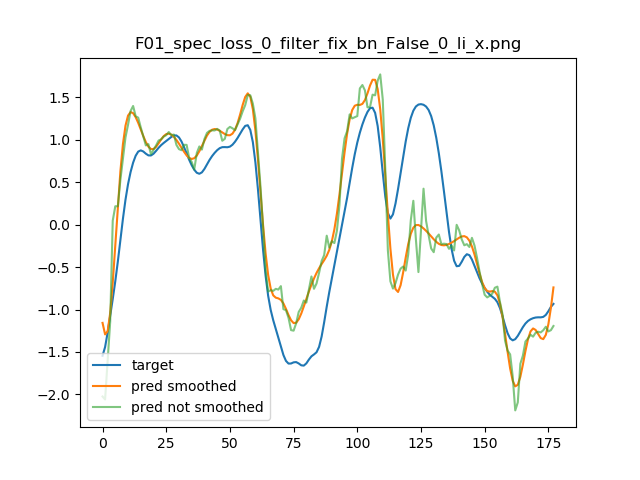 F01_spec_loss_0_filter_fix_bn_False_0_li_x.png
1.5
1.0
0.5
0.0
−0.5
−1.0
−1.5
−2.0
target
pred smoothed
pred not smoothed
0 25 50 75 100 125 150 175